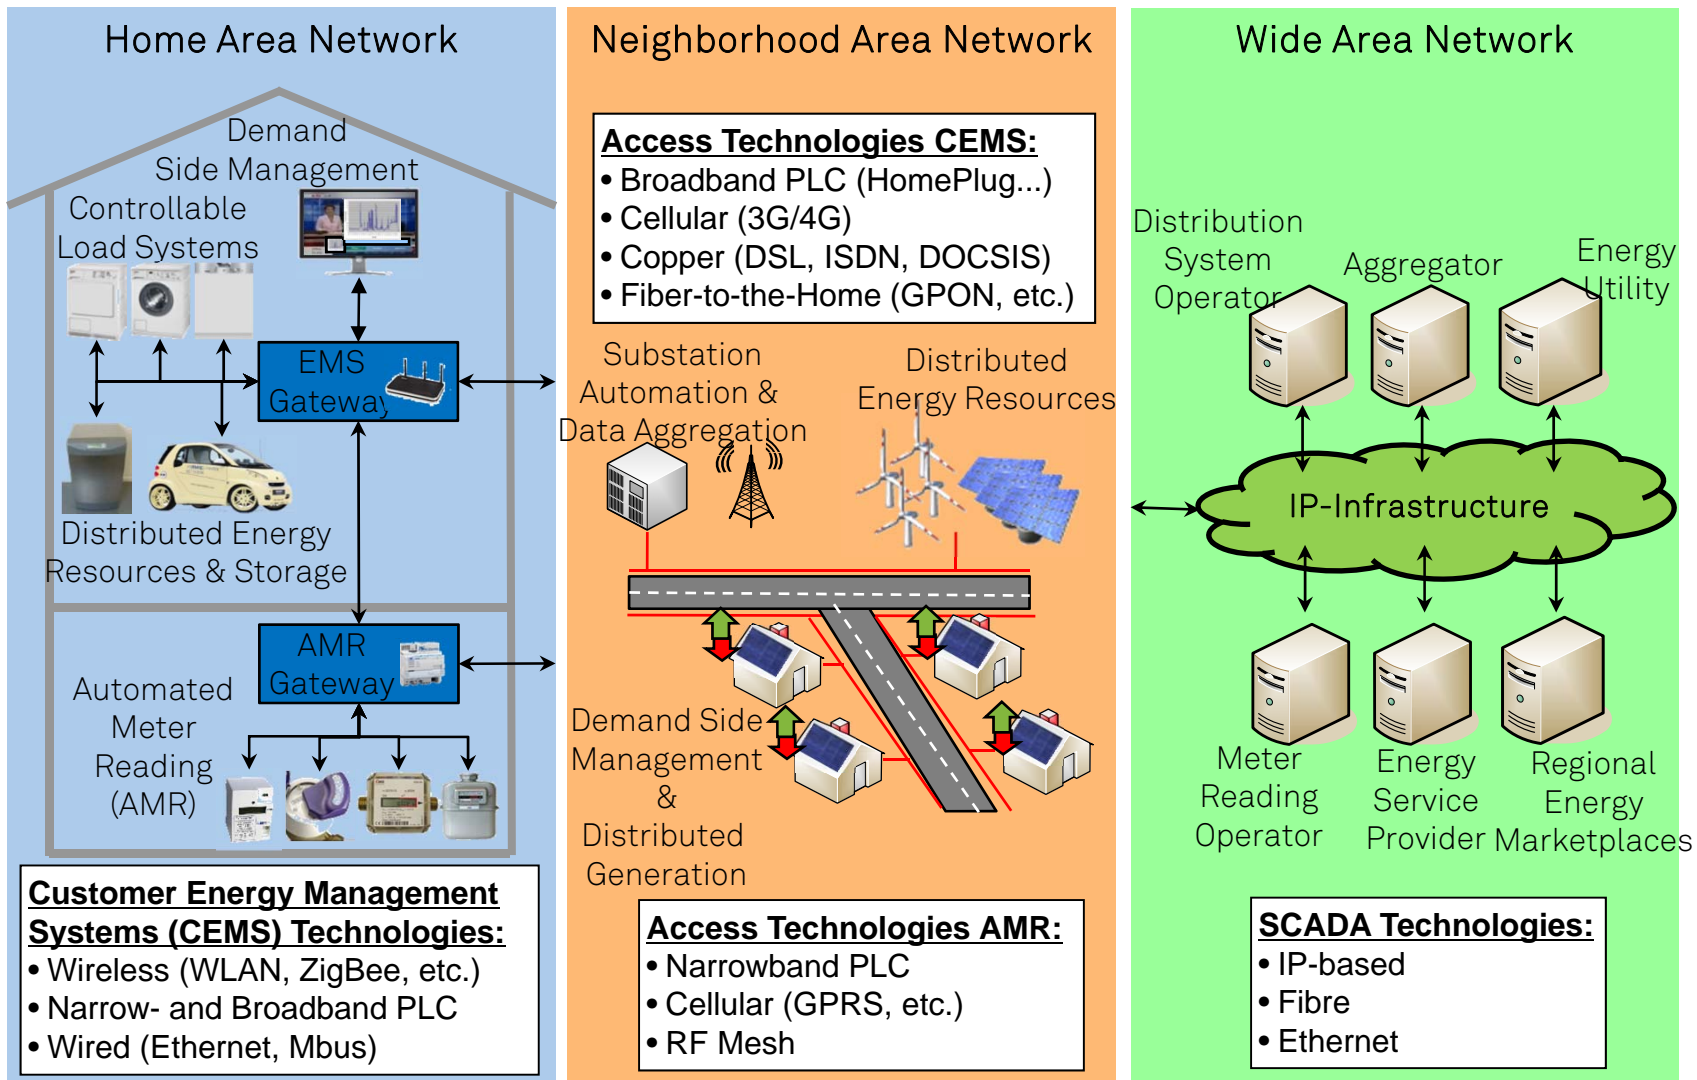 Home Area Network
Demand
Side Management
Controllable
Load Systems
EMS
Gateway
Distributed Energy
Resources & Storage
AMR
Gateway
Automated
Meter
Reading
(AMR)
Customer Energy Management
Systems (CEMS) Technologies:
• Wireless (WLAN, ZigBee, etc.)
• Narrow- and Broadband PLC
• Wired (Ethernet, Mbus)
Neighborhood Area Network
Access Technologies CEMS:
• Broadband PLC (HomePlug...)
• Cellular (3G/4G)
• Copper (DSL, ISDN, DOCSIS)
• Fiber-to-the-Home (GPON, etc.)
Substation
Automation &
Data Aggregation
Distributed
Energy Resources
Demand Side
Management
&
Distributed
Generation
Access Technologies AMR:
• Narrowband PLC
• Cellular (GPRS, etc.)
• RF Mesh
Wide Area Network
Distribution
System
Operator
Aggregator
Energy
Utility
IP-Infrastructure
Meter
Reading
Operator
Energy
Service
Provider
Regional
Energy
Marketplaces
SCADA Technologies:
• IP-based
• Fibre
• Ethernet